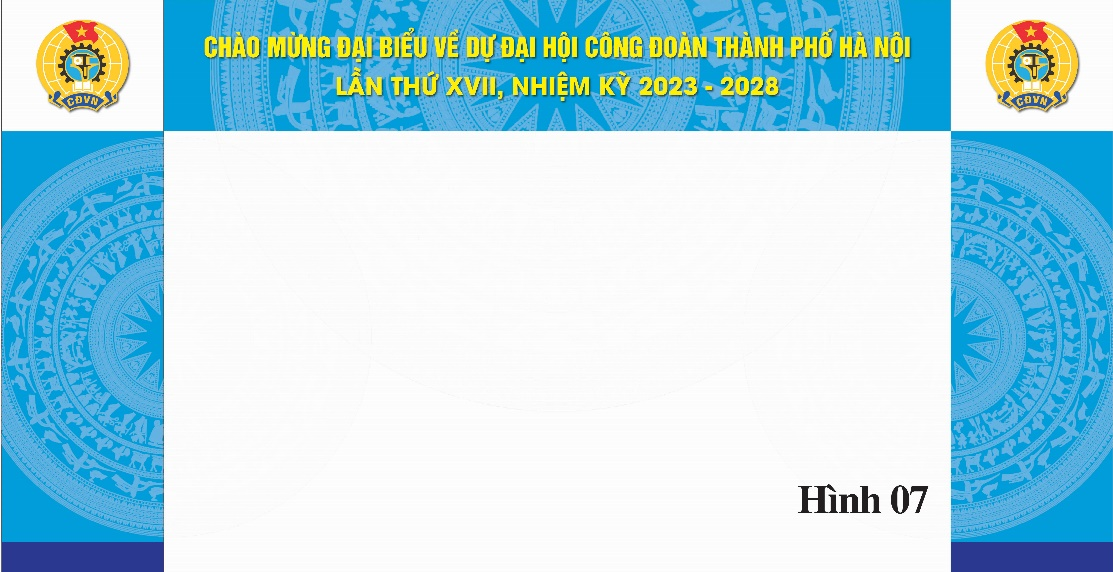 CHÀO MỪNG ĐẠI BIỂU VỀ DỰ ĐẠI HỘI CÔNG ĐOÀN THÀNH PHỐ HÀ NỘI
LẦN THỨ XVII, NHIỆM KỲ 2023 - 2028
CĐVN
CĐVN
Hình 07